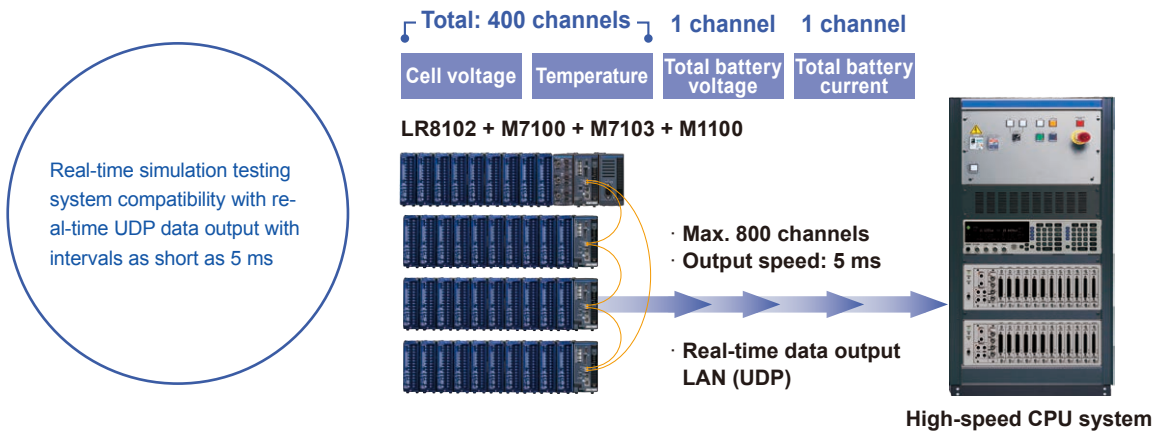 Total: 400 channels
1 channel
1 channel
Cell voltage
Temperature
Total battery
voltage
Total battery
current
LR8102 + M7100 + M7103 + M1100
Real-time simulation testing
system compatibility with re-
al-time UDP data output with
intervals as short as 5 ms
· Max. 800 channels
· Output speed: 5 ms
· Real-time data output
LAN (UDP)
High-speed CPU system